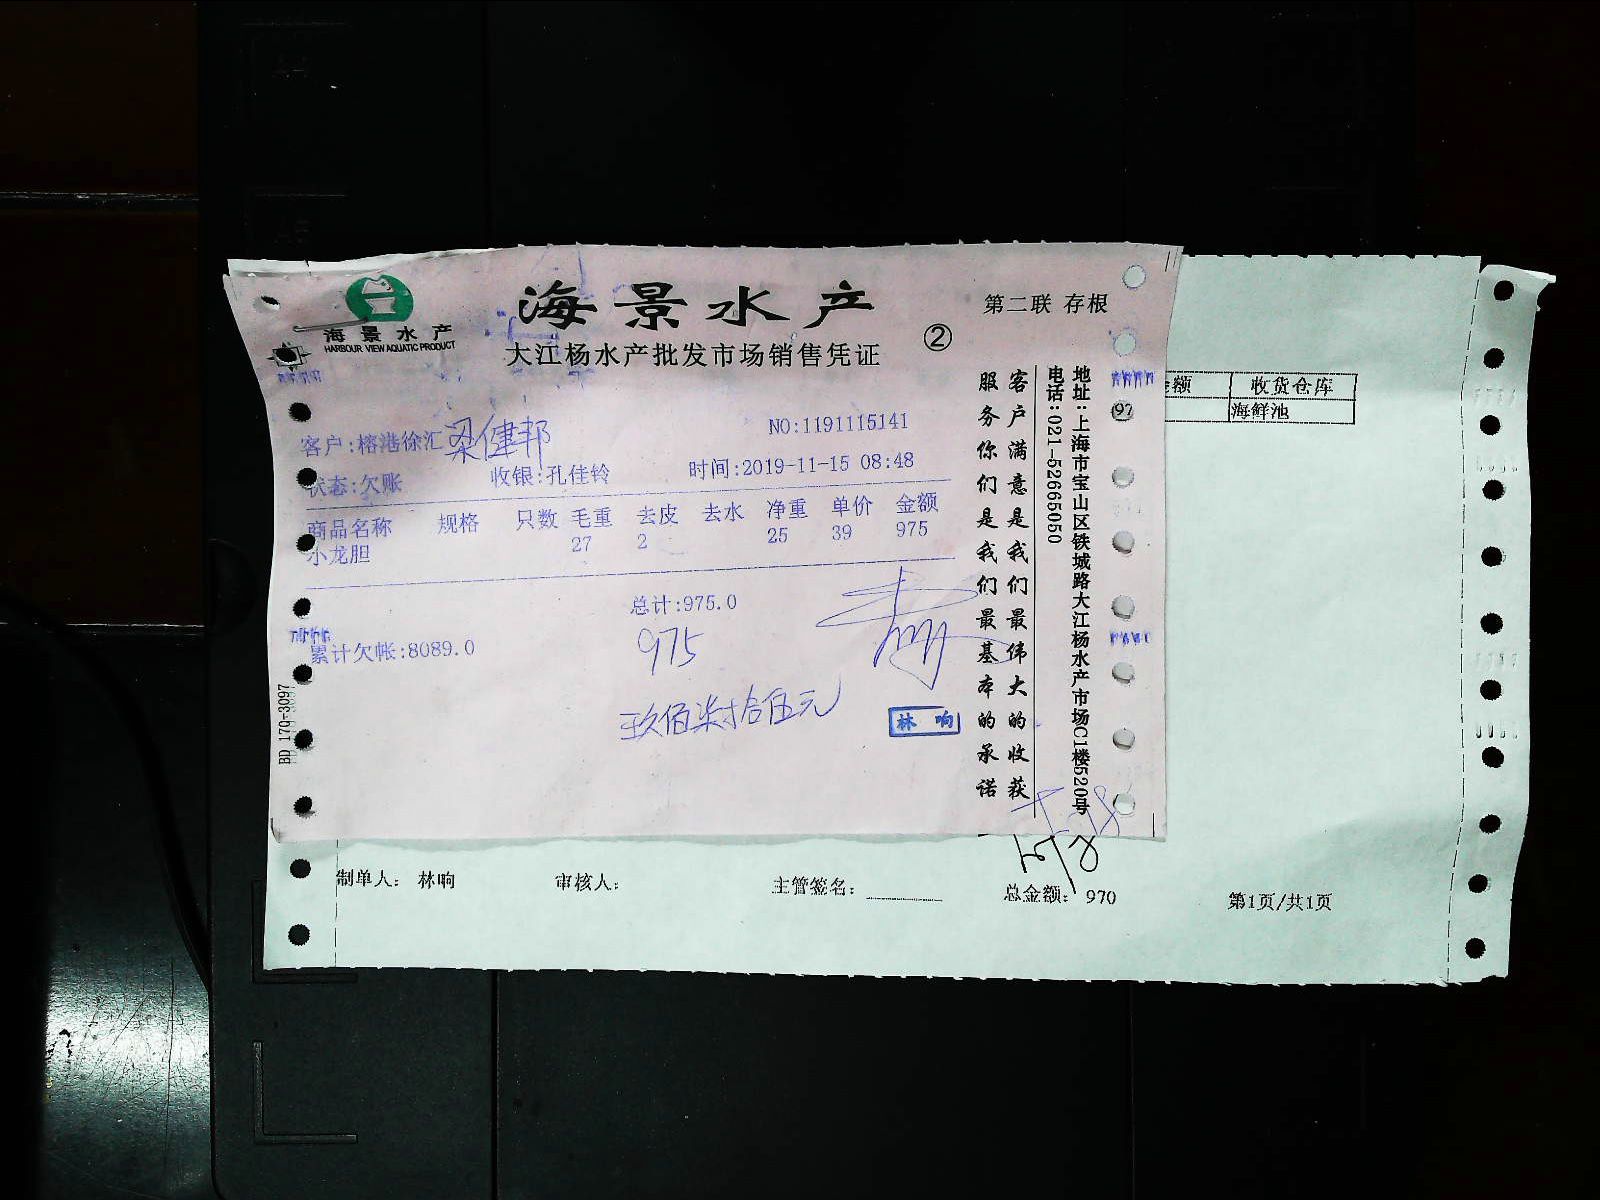 海景水产
HARBOUR VIEW AQUATIC PRODUCT
海景水产
大江杨水产批发市场销售凭证
②
第二联 存根
客户:榕港徐汇 梁健邦
NO:1191115141
状态:欠账 收银:孔佳铃 时间:2019-11-15 08:48
商品名称 规格 只数 毛重 去皮 去水 净重 单价 金额
小龙胆 27 2 25 39 975
总计:975.0
累计欠帐:8089.0
975
玖佰柒拾伍元
林响
BD 170-3097
客户满意是我们最伟大的收获
服务你们是我们最基本的承诺
地址:上海市宝山区铁城路大江杨水产市场C1楼520号
电话:021-52665050
金额 收货仓库
97 海鲜池
制单人: 林响 审核人: 主管签名: 总金额: 970 第1页/共1页